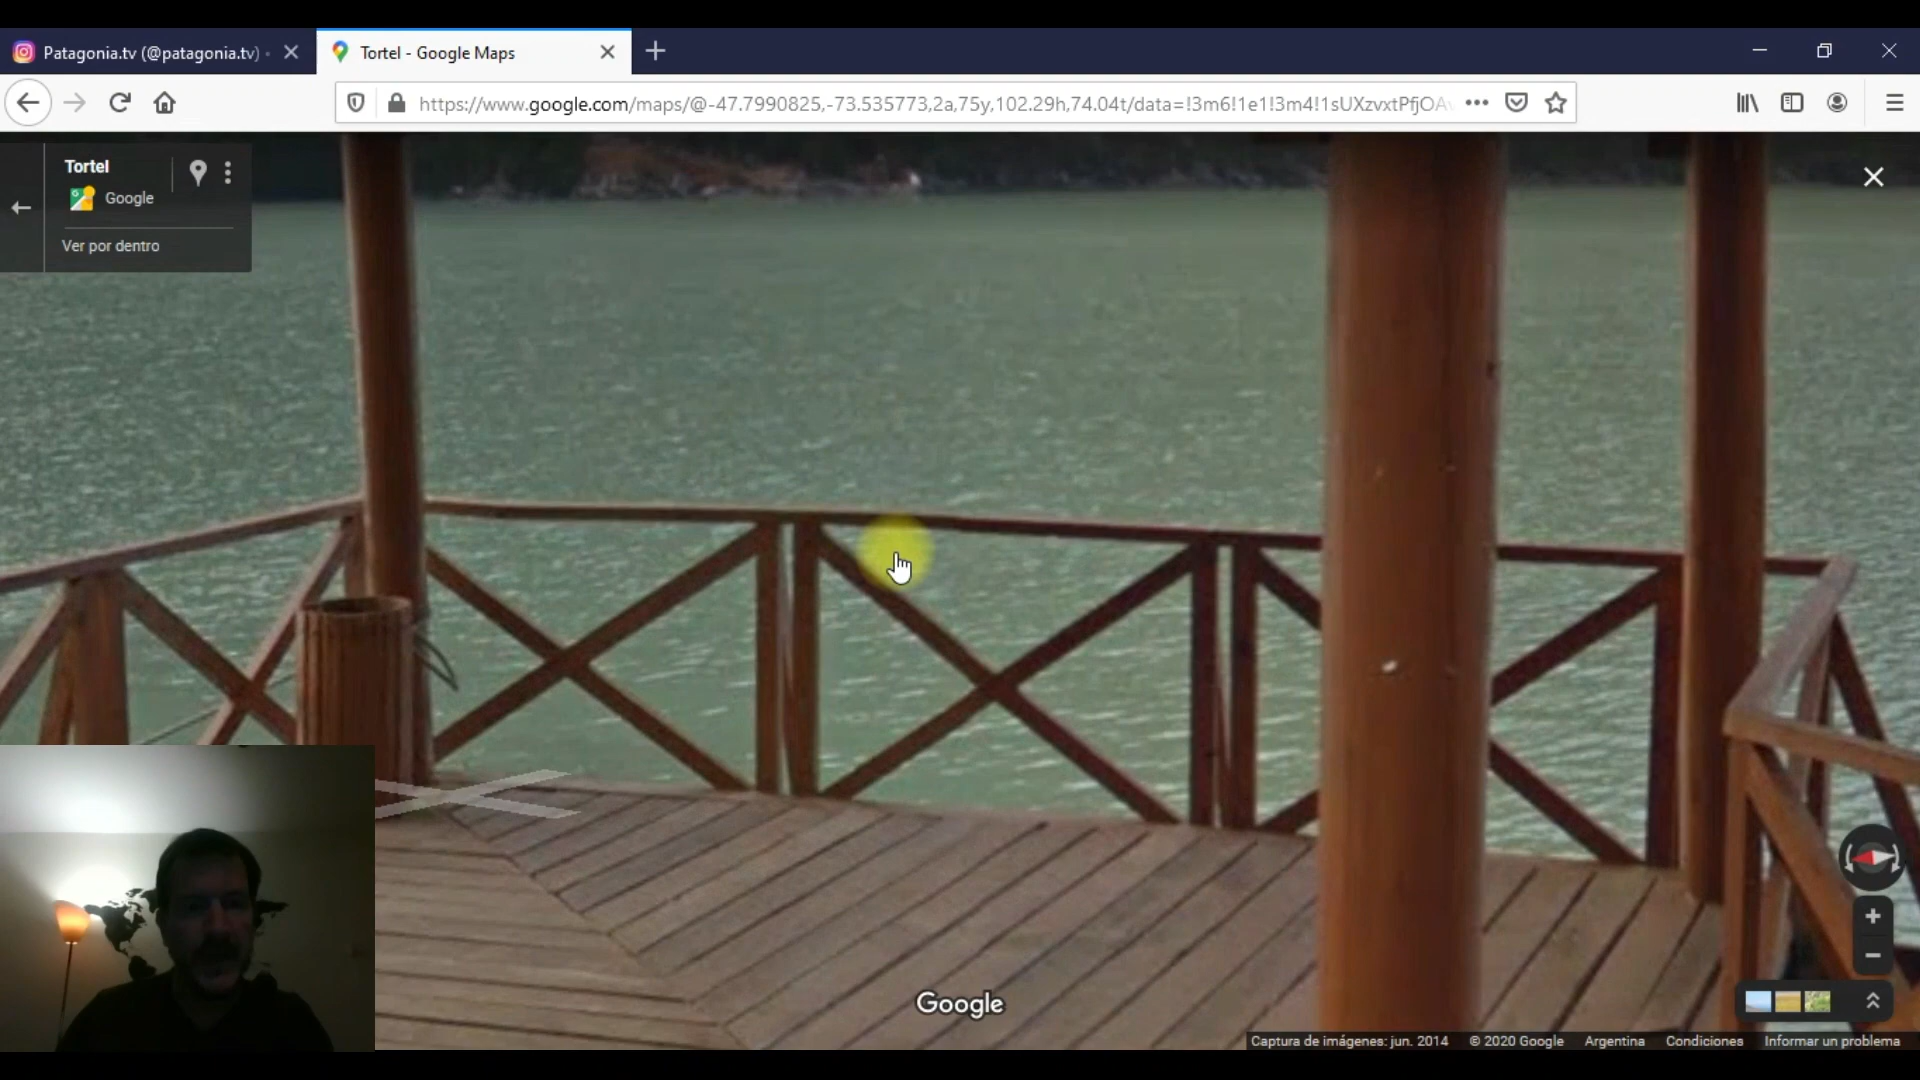 Patagonia.tv (@patagonia.tv) •
Tortel - Google Maps
https://www.google.com/maps/@-47.7990825,-73.535773,2a,75y,102.29h,74.04t/data=!3m6!1e1!3m4!1sUXzvxtPfjOA
Tortel
Google
Ver por dentro
Google
Captura de imágenes: jun. 2014 © 2020 Google Argentina Condiciones Informar un problema